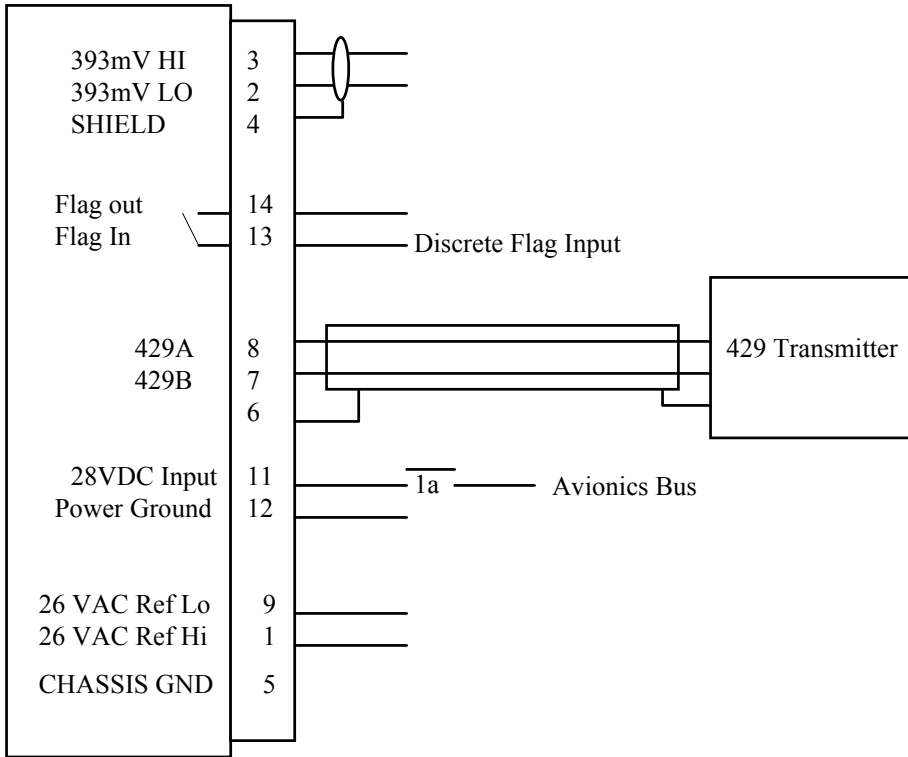 393mV HI 3
393mV LO 2
SHIELD 4
Flag out 14
Flag In 13 Discrete Flag Input
429A 8 429 Transmitter
429B 7
6
28VDC Input 11 1a Avionics Bus
Power Ground 12
26 VAC Ref Lo 9
26 VAC Ref Hi 1
CHASSIS GND 5